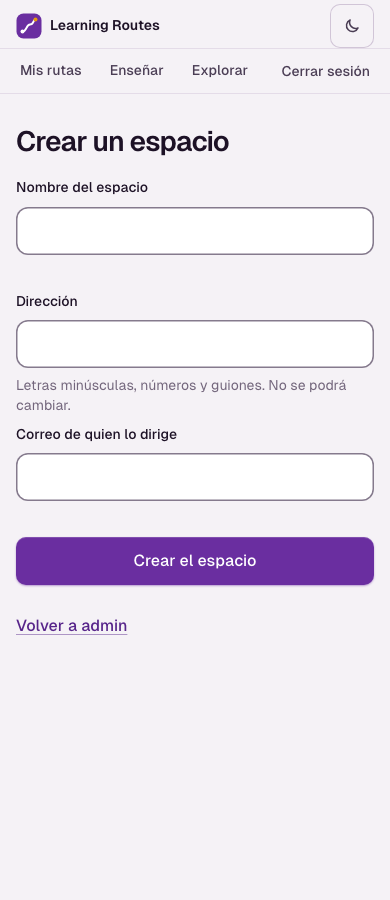 Learning Routes
Mis rutas
Enseñar
Explorar
Cerrar sesión
Crear un espacio
Nombre del espacio
Dirección
Letras minúsculas, números y guiones. No se podrá
cambiar.
Correo de quien lo dirige
Crear el espacio
Volver a admin